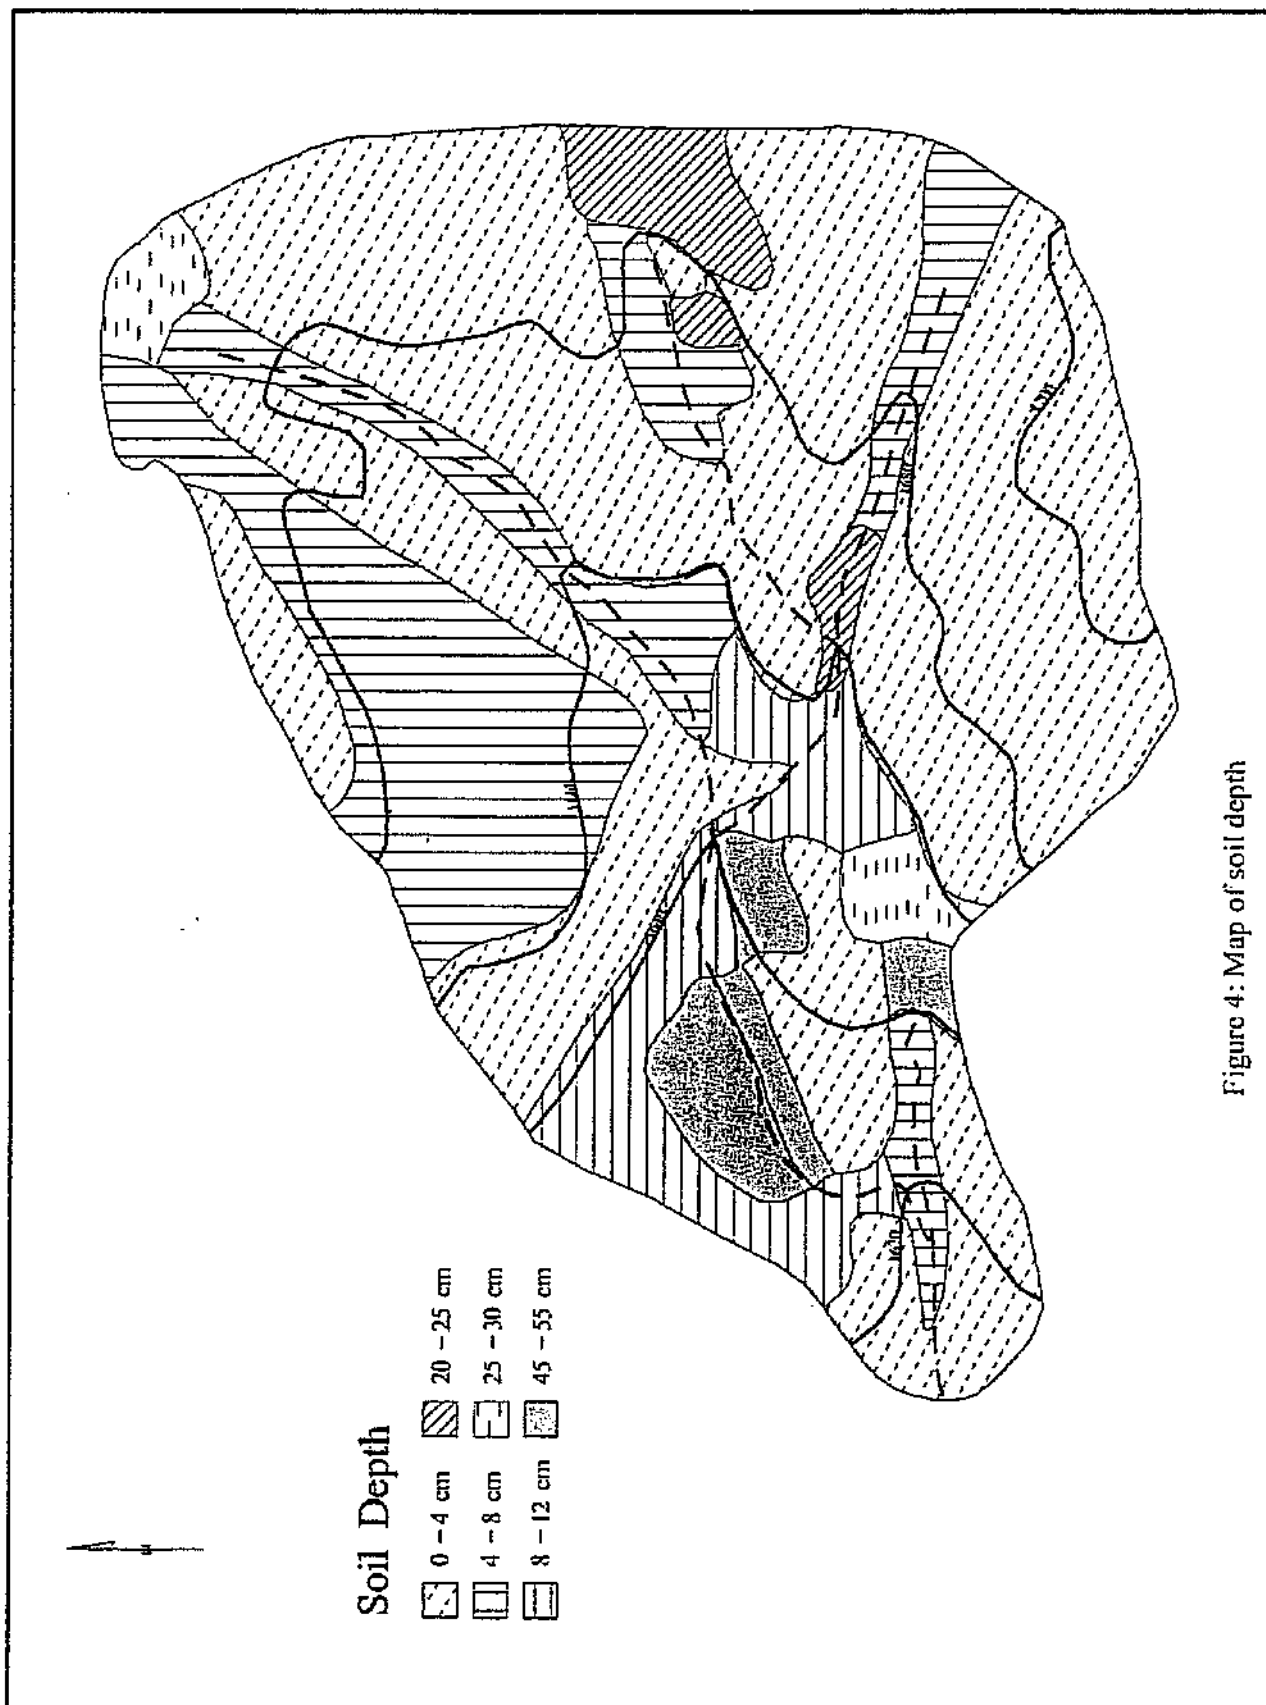 Soil Depth
0 – 4 cm
20 – 25 cm
4 – 8 cm
25 – 30 cm
8 – 12 cm
45 – 55 cm
Figure 4: Map of soil depth